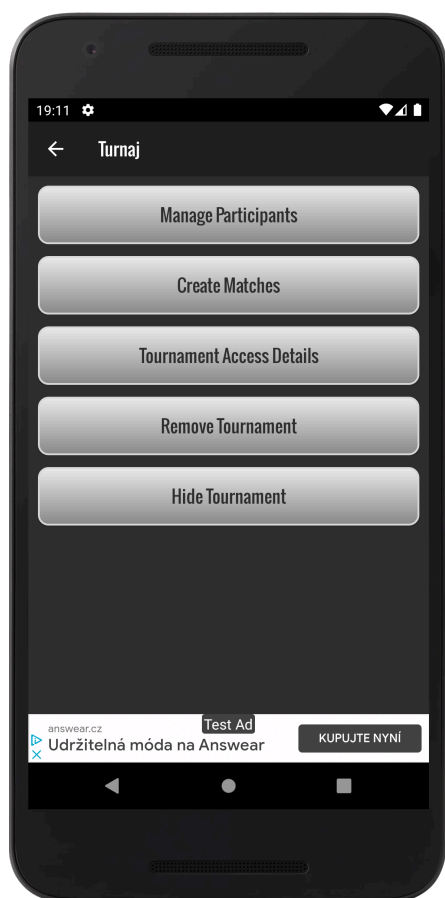 19:11
Turnaj
Manage Participants
Create Matches
Tournament Access Details
Remove Tournament
Hide Tournament
Test Ad
answear.cz
Udržitelná móda na Answear
KUPUJTE NYNÍ